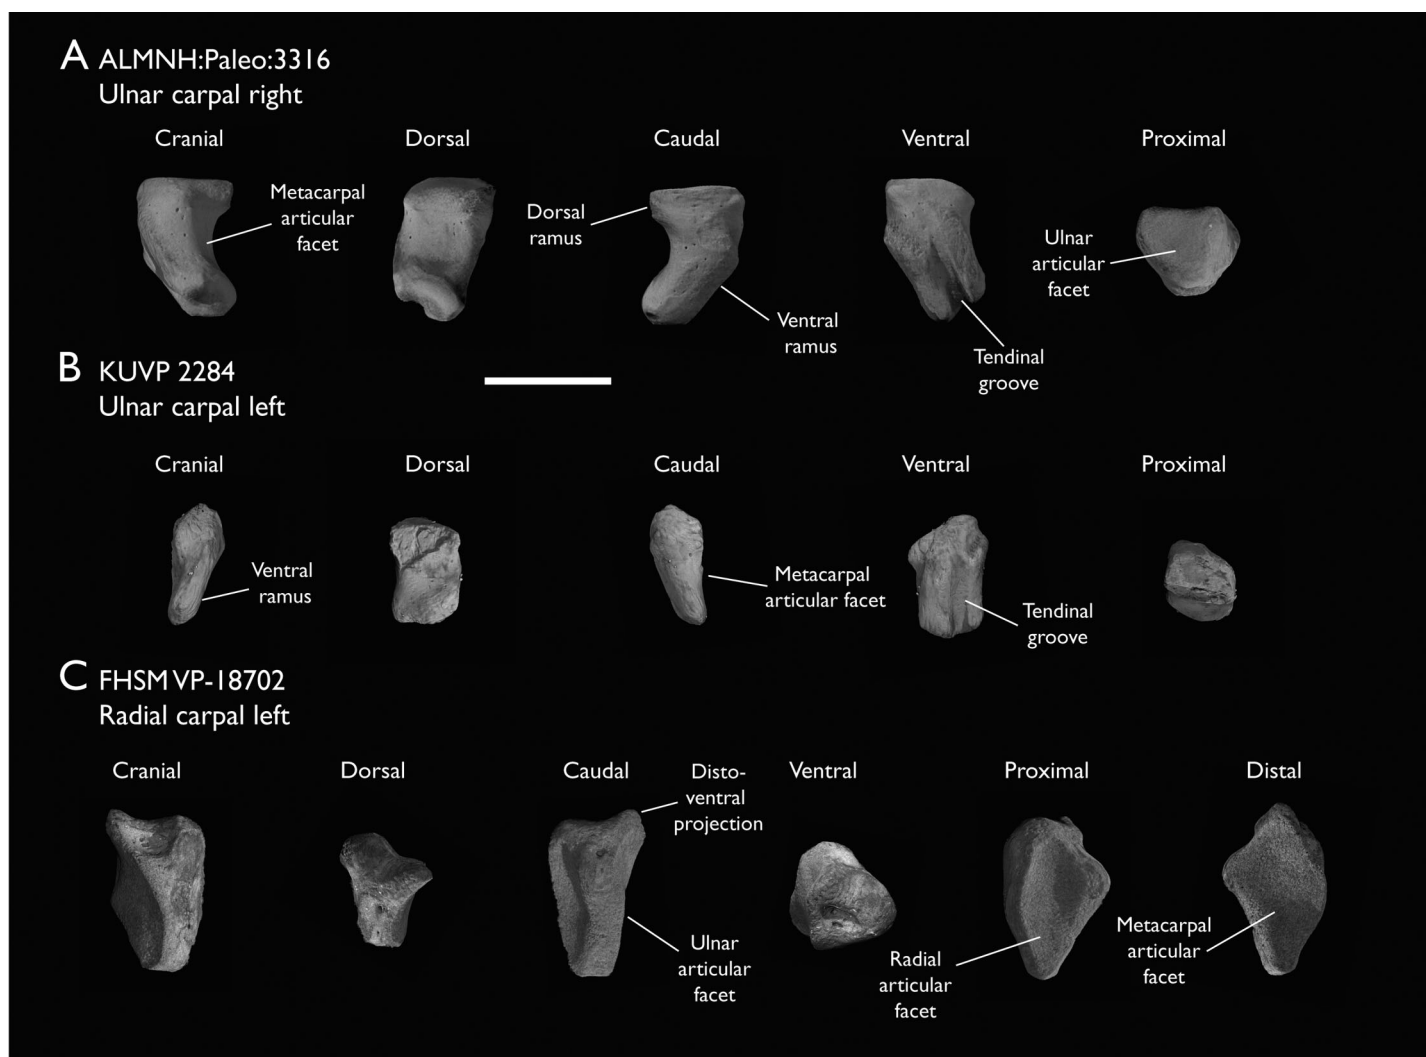 A ALMNH:Paleo:3316
Ulnar carpal right
Cranial
Dorsal
Caudal
Ventral
Proximal
Metacarpal
articular
facet
Dorsal
ramus
Ventral
ramus
Tendinal
groove
Ulnar
articular
facet
B KUVP 2284
Ulnar carpal left
Cranial
Dorsal
Caudal
Ventral
Proximal
Ventral
ramus
Metacarpal
articular facet
Tendinal
groove
C FHSM VP-18702
Radial carpal left
Cranial
Dorsal
Caudal
Disto-
ventral
projection
Ventral
Proximal
Distal
Ulnar
articular
facet
Radial
articular
facet
Metacarpal
articular
facet